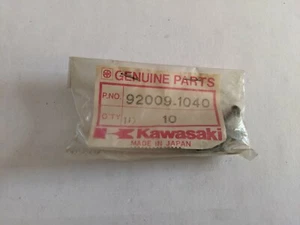 GENUINE PARTS
P.NO. 92009-1040
Q'TY 10
Kawasaki
MADE IN JAPAN